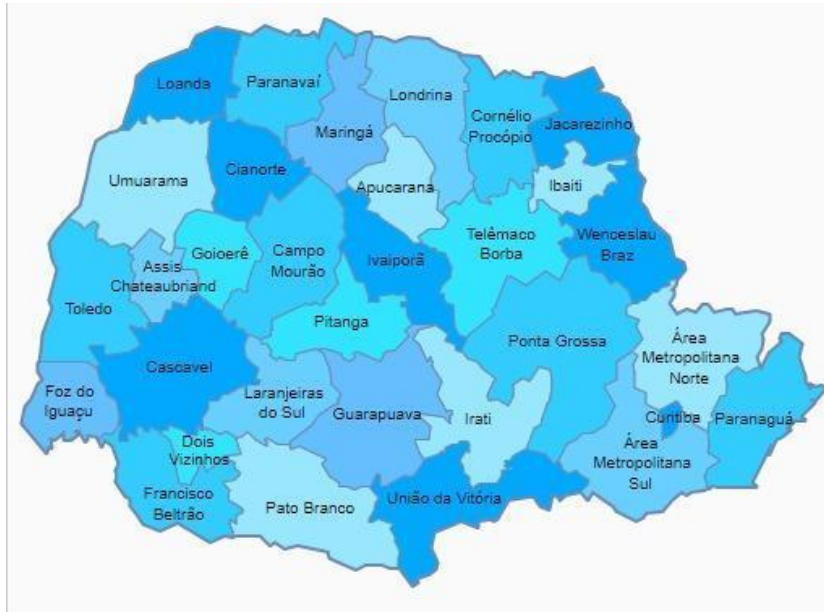 Loanda
Paranavaí
Londrina
Cornélio
Procópio
Jacarezinho
Maringá
Umuarama
Cianorte
Apucarana
Ibaiti
Goioerê
Campo
Mourão
Ivaiporã
Telêmaco
Borba
Wenceslau
Braz
Assis
Chateaubriand
Toledo
Pitanga
Ponta Grossa
Área
Metropolitana
Norte
Cascavel
Foz do
Iguaçu
Laranjeiras
do Sul
Guarapuava
Irati
Curitiba
Paranaguá
Dois
Vizinhos
Área
Metropolitana
Sul
Francisco
Beltrão
Pato Branco
União da Vitória